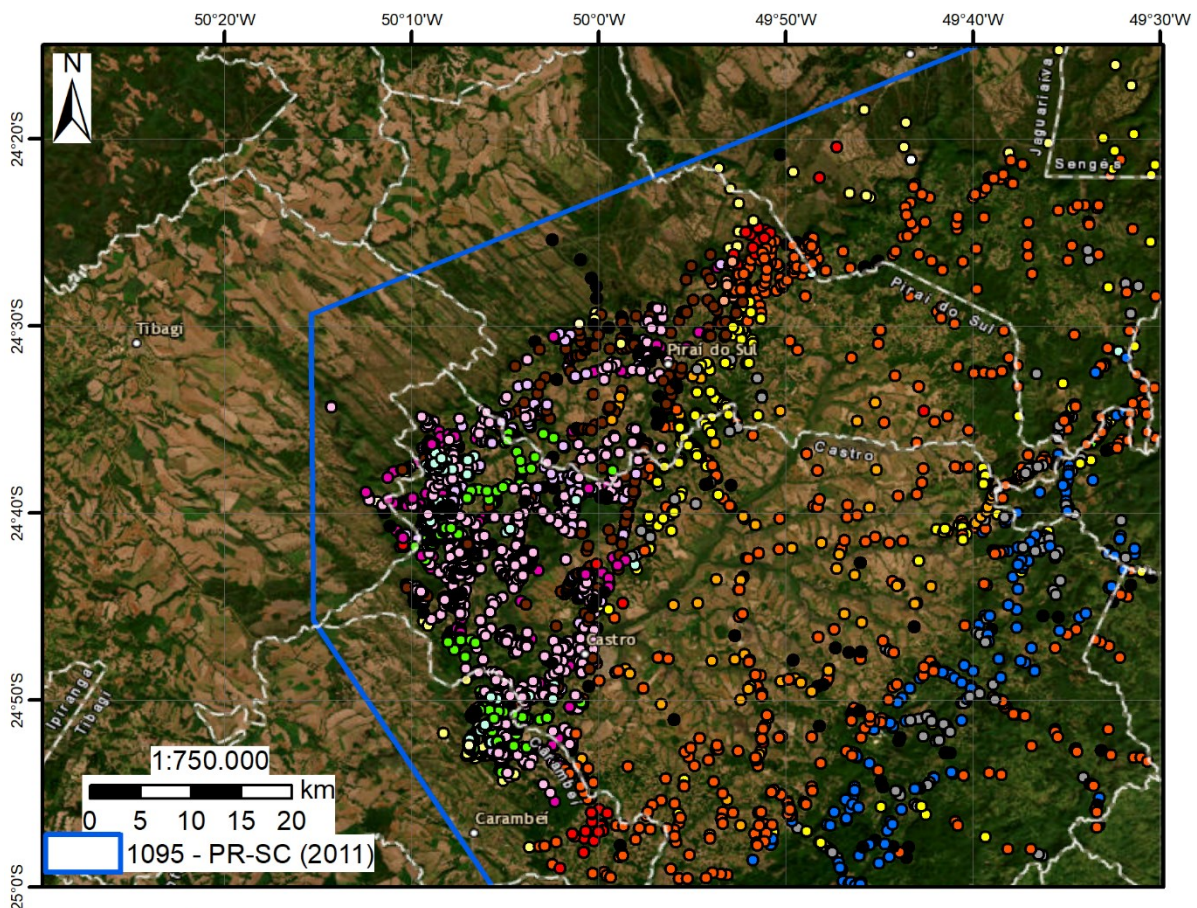 50°20'W 50°10'W 50°00'W 49°50'W 49°40'W 49°30'W
N
24°20'S
Jaguariaíva
Sengés
Piraí do Sul
24°30'S
Tibagi
Piraí do Sul
Castro
24°40'S
Castro
24°50'S
Ipiranga
Tibagi
Carambeí
1:750.000
km
0 5 10 15 20
Carambeí
1095 - PR-SC (2011)
25°0'S